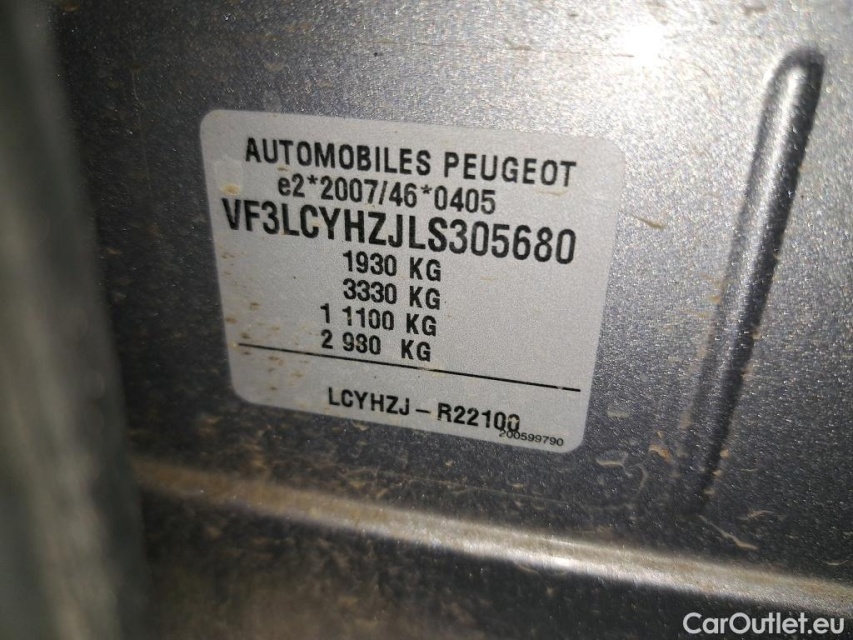 AUTOMOBILES PEUGEOT
e2*2007/46*0405
VF3LCYHZJLS305680
1930 KG
3330 KG
1 1100 KG
2 980 KG
LCYHZJ – R22100
200599790
CarOutlet.eu